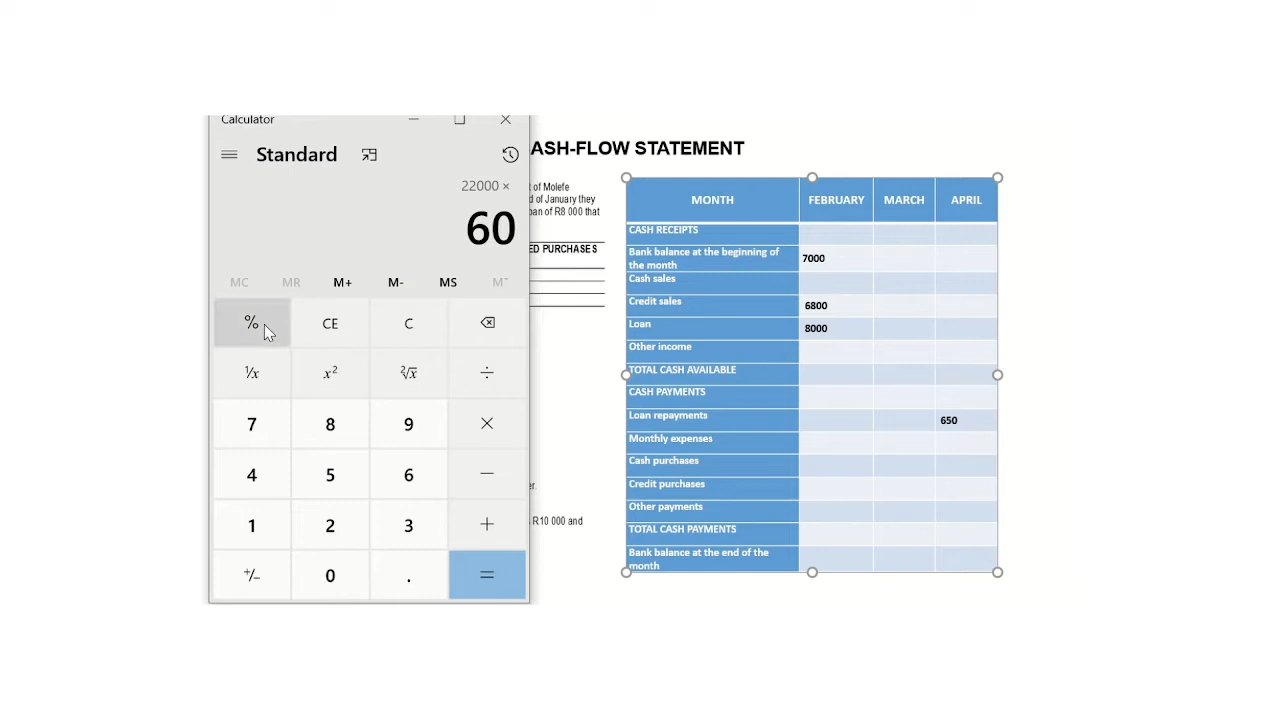 Calculator
Standard
22000 ×
60
MC MR M+ M- MS M˅
% CE C
¹/x x² ²√x ÷
7 8 9 ×
4 5 6 −
1 2 3 +
+/− 0 . =
ASH-FLOW STATEMENT
t of Molefe
d of January they
oan of R8 000 that
ED PURCHASES
er.
R10 000 and
MONTH FEBRUARY MARCH APRIL
CASH RECEIPTS
Bank balance at the beginning of
the month 7000
Cash sales
Credit sales 6800
Loan 8000
Other income
TOTAL CASH AVAILABLE
CASH PAYMENTS
Loan repayments 650
Monthly expenses
Cash purchases
Credit purchases
Other payments
TOTAL CASH PAYMENTS
Bank balance at the end of the
month